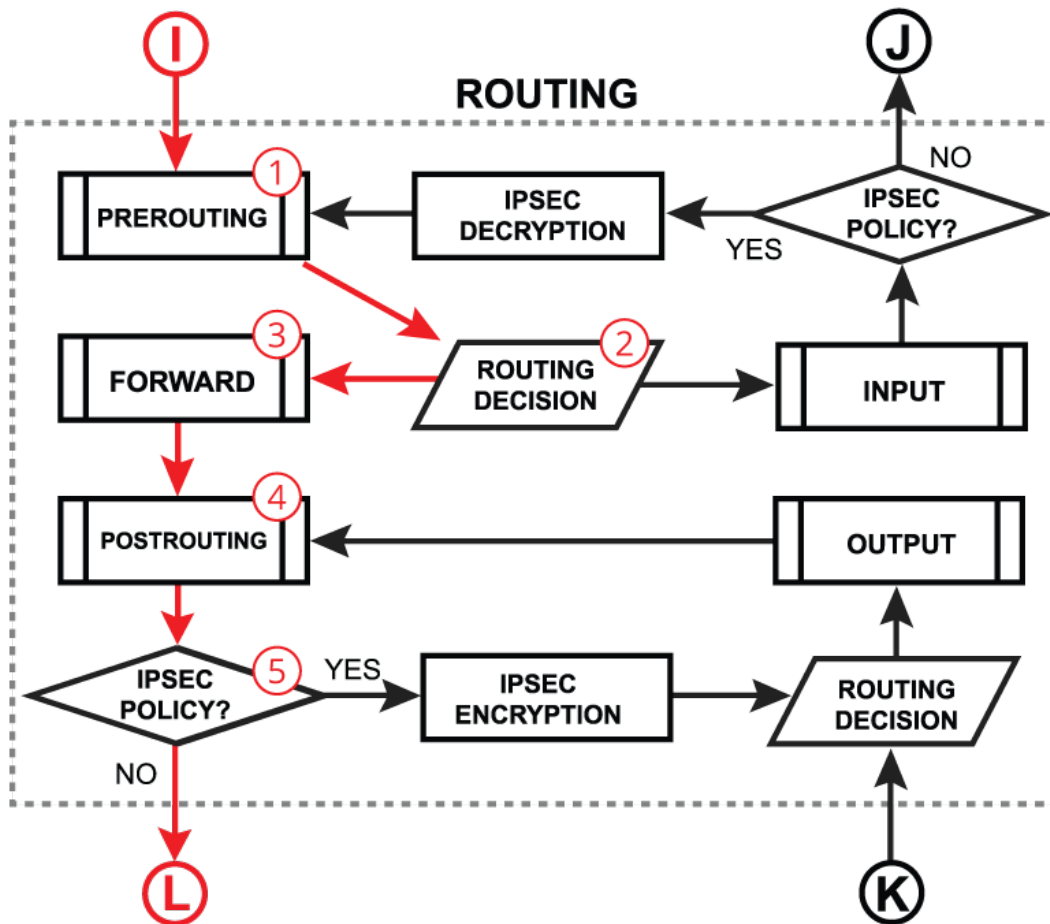 I
J
ROUTING
1
PREROUTING
IPSEC
DECRYPTION
YES
IPSEC
POLICY?
NO
3
FORWARD
2
ROUTING
DECISION
INPUT
4
POSTROUTING
OUTPUT
5
IPSEC
POLICY?
YES
NO
IPSEC
ENCRYPTION
ROUTING
DECISION
L
K